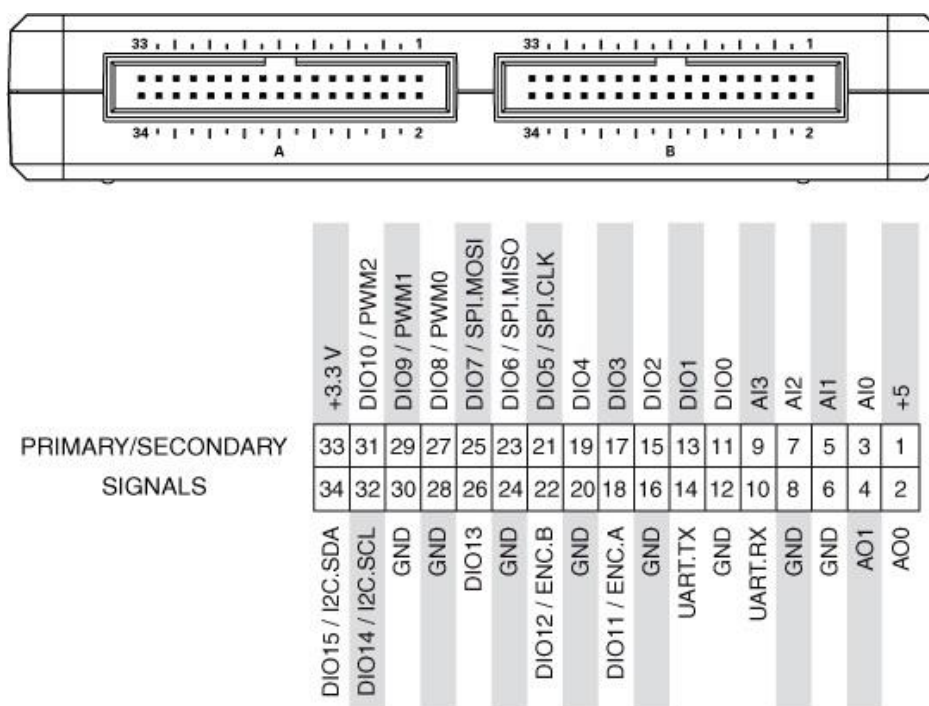 33 1 33 1
34 2 34 2
A B
+3.3 V DIO10 / PWM2 DIO9 / PWM1 DIO8 / PWM0 DIO7 / SPI.MOSI DIO6 / SPI.MISO DIO5 / SPI.CLK DIO4 DIO3 DIO2 DIO1 DIO0 AI3 AI2 AI1 AI0 +5
PRIMARY/SECONDARY 33 31 29 27 25 23 21 19 17 15 13 11 9 7 5 3 1
SIGNALS 34 32 30 28 26 24 22 20 18 16 14 12 10 8 6 4 2
DIO15 / I2C.SDA DIO14 / I2C.SCL GND GND DIO13 GND DIO12 / ENC.B GND DIO11 / ENC.A GND UART.TX GND UART.RX GND GND AO1 AO0